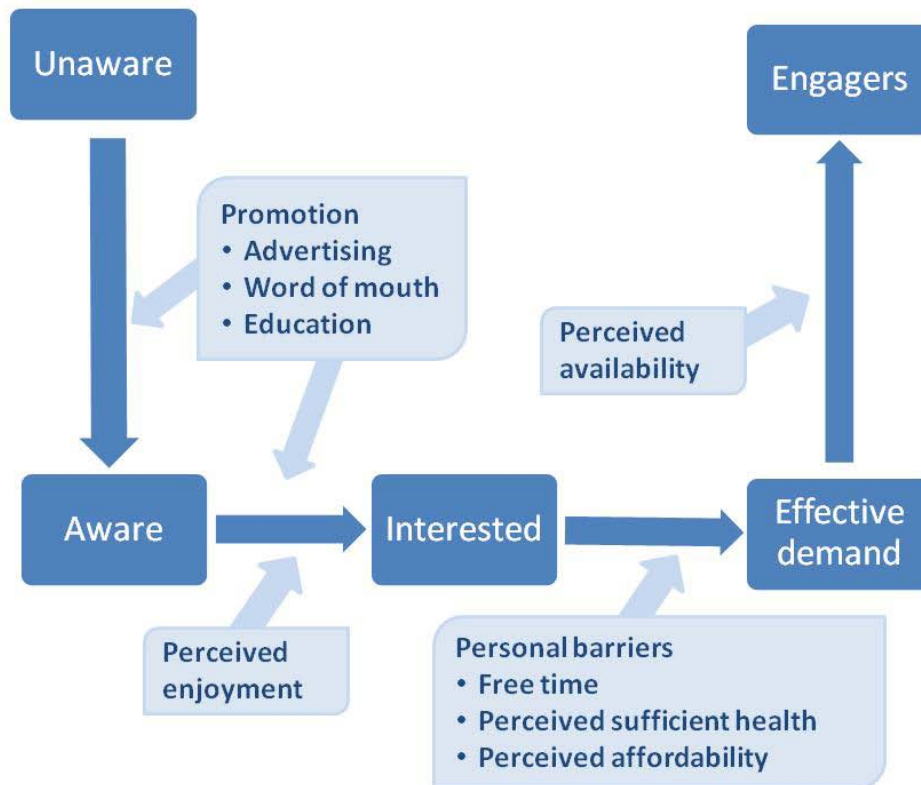 Unaware
Engagers
Promotion
• Advertising
• Word of mouth
• Education
Perceived
availability
Aware
Interested
Effective
demand
Perceived
enjoyment
Personal barriers
• Free time
• Perceived sufficient health
• Perceived affordability